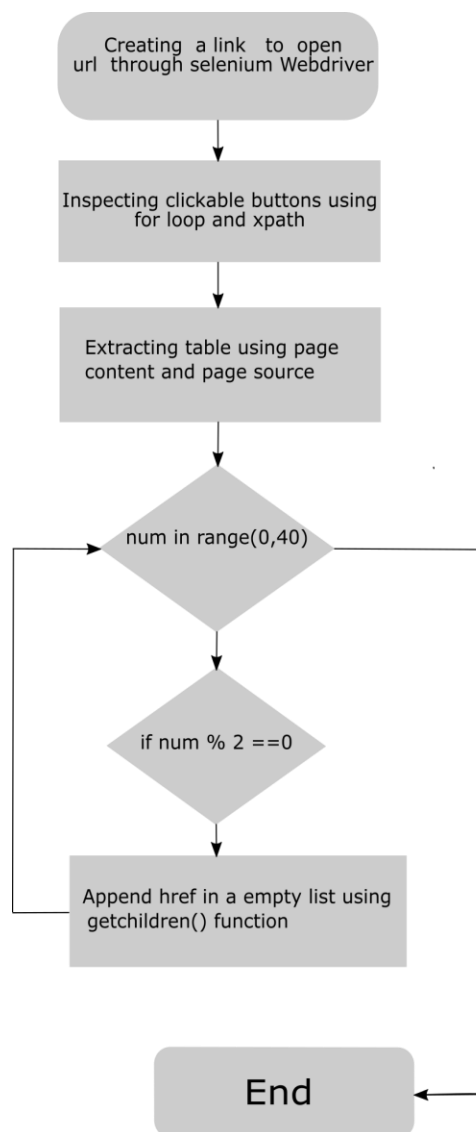 Creating a link to open
url through selenium Webdriver
Inspecting clickable buttons using
for loop and xpath
Extracting table using page
content and page source
num in range(0,40)
if num % 2 ==0
Append href in a empty list using
getchildren() function
End